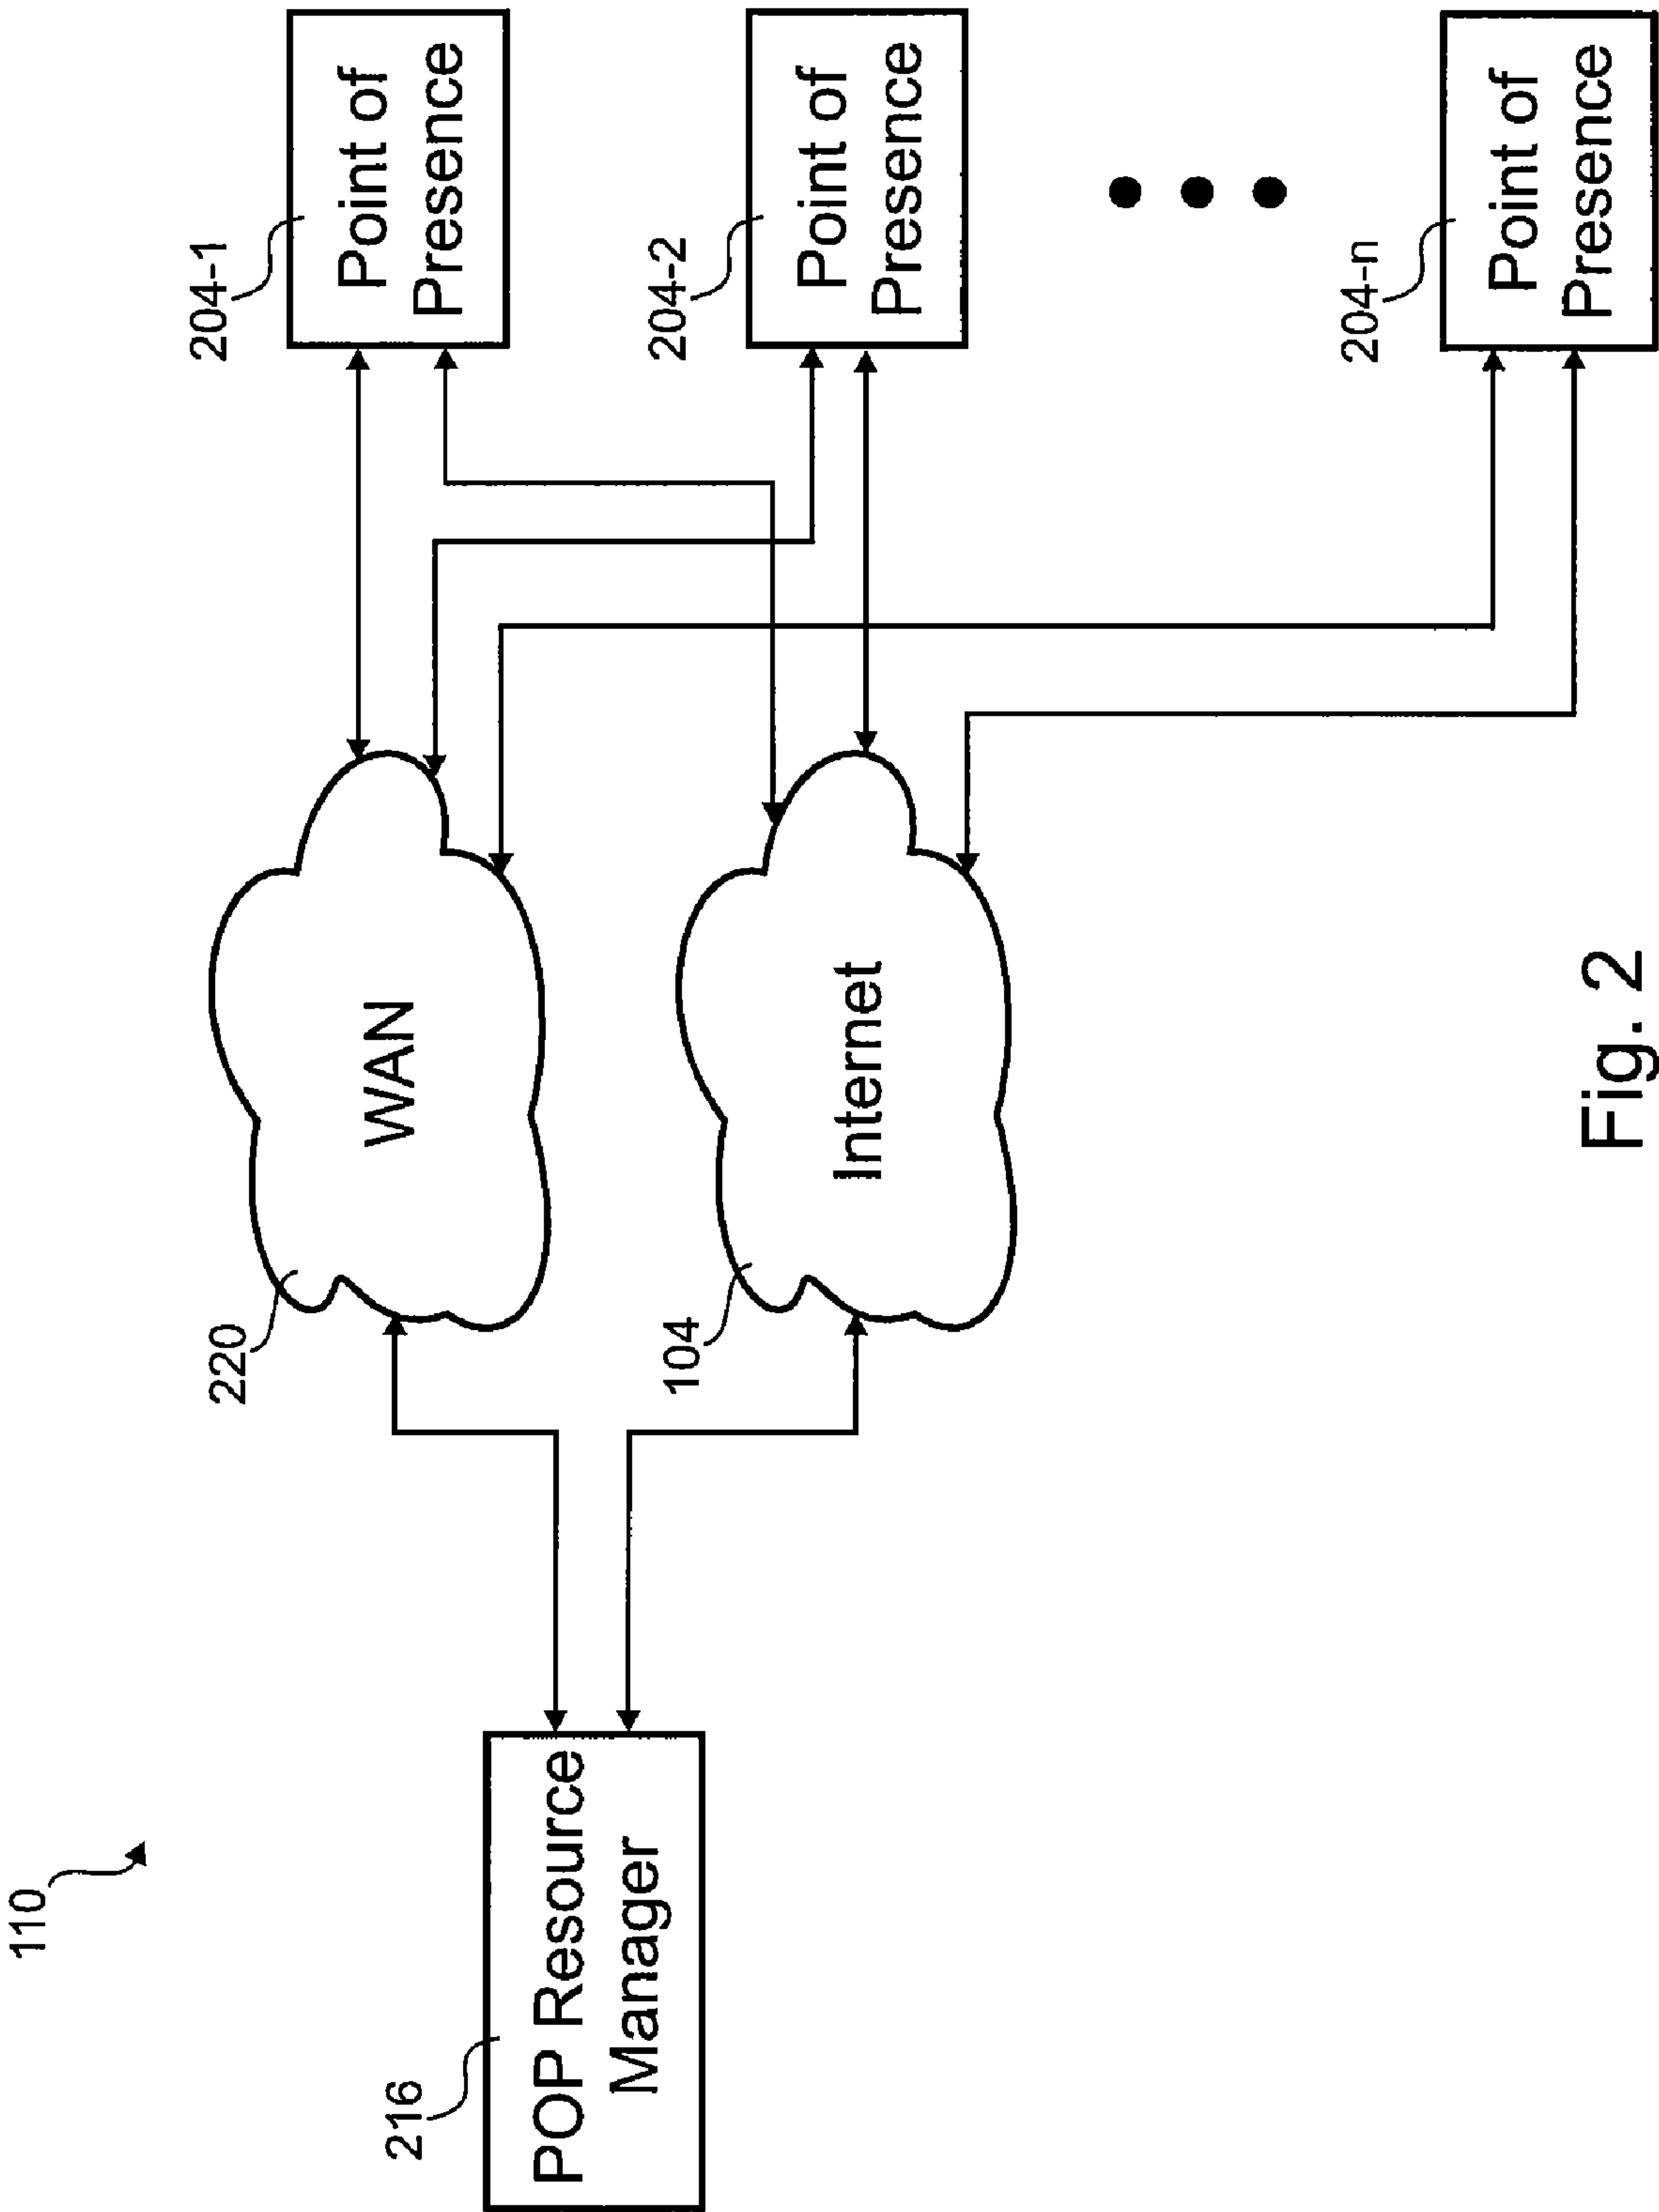 110
216
POP Resource
Manager
220
WAN
104
Internet
204-1
Point of
Presence
204-2
Point of
Presence
204-n
Point of
Presence
Fig. 2